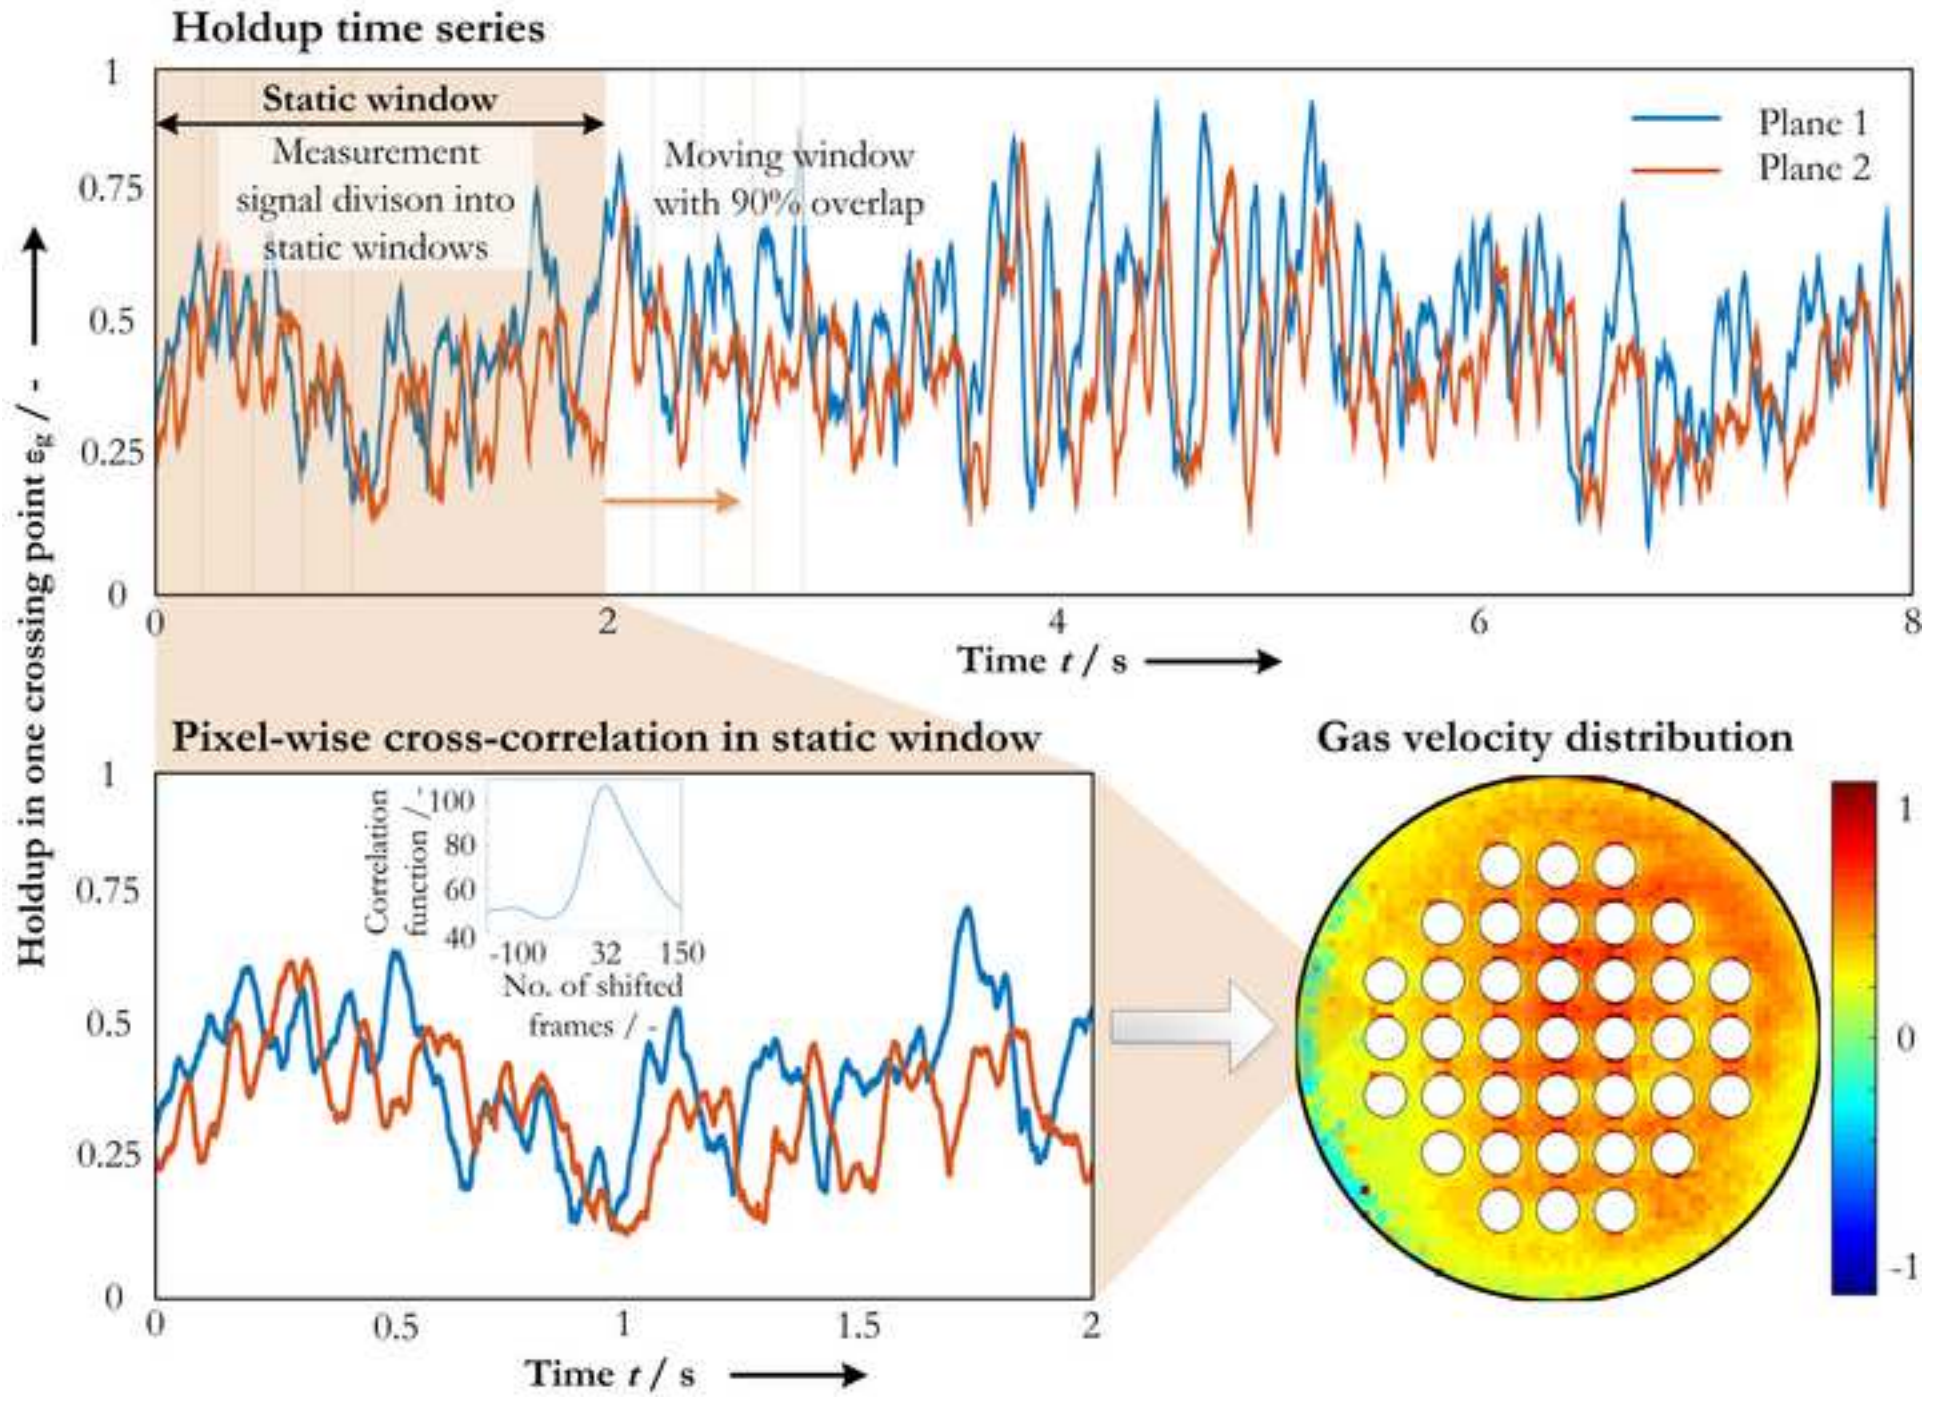 Holdup time series
1
0.75
0.5
0.25
0
Static window
Measurement
signal divison into
static windows
Moving window
with 90% overlap
Plane 1
Plane 2
0 2 4 6 8
Time t / s
Holdup in one crossing point εg / -
Pixel-wise cross-correlation in static window
1
0.75
0.5
0.25
0
Correlation
function / -
100
80
60
40
-100 32 150
No. of shifted
frames / -
0 0.5 1 1.5 2
Time t / s
Gas velocity distribution
1
0
-1